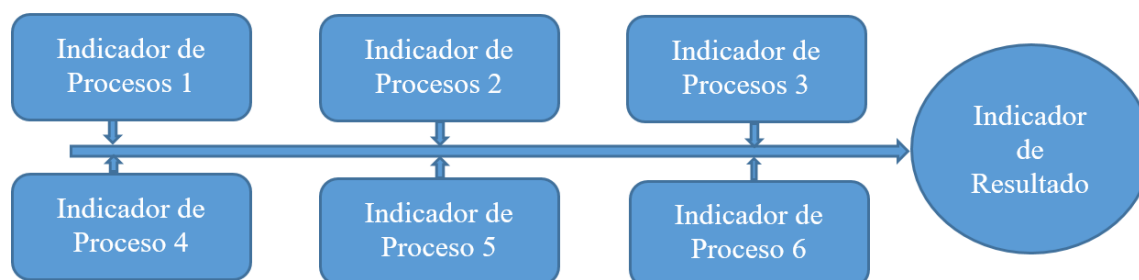 Indicador de
Procesos 1
Indicador de
Procesos 2
Indicador de
Procesos 3
Indicador
de
Resultado
Indicador de
Proceso 4
Indicador de
Proceso 5
Indicador de
Proceso 6